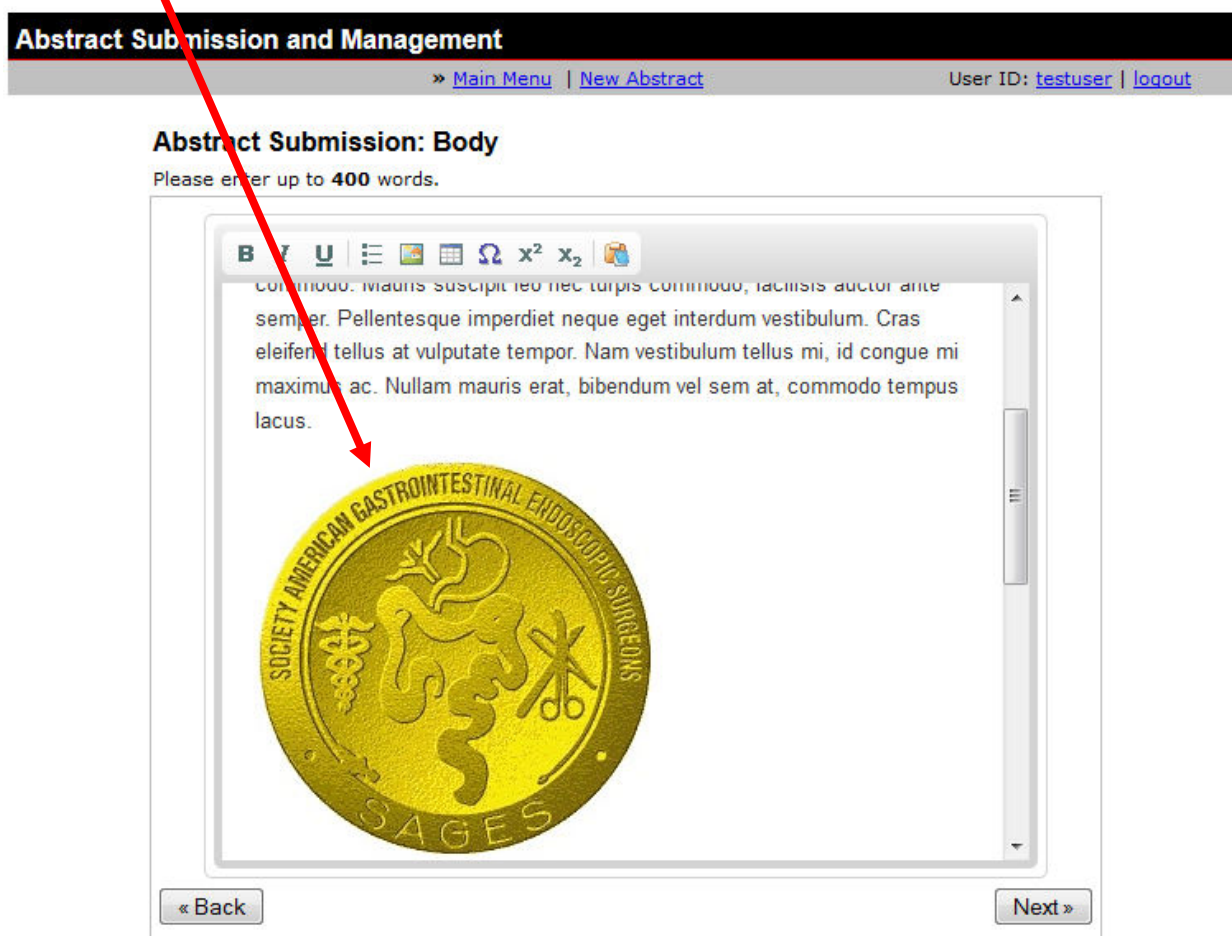 Abstract Submission and Management
» Main Menu | New Abstract
User ID: testuser | logout
Abstract Submission: Body
Please enter up to 400 words.
B I U Ω x² x₂
commodo. Mauris suscipit leo nec turpis commodo, facilisis auctor ante
semper. Pellentesque imperdiet neque eget interdum vestibulum. Cras
eleifend tellus at vulputate tempor. Nam vestibulum tellus mi, id congue mi
maximus ac. Nullam mauris erat, bibendum vel sem at, commodo tempus
lacus.
SOCIETY AMERICAN GASTROINTESTINAL ENDOSCOPIC SURGEONS
SAGES
« Back
Next »